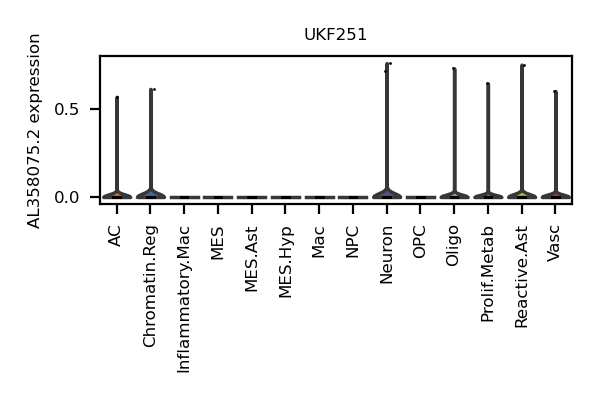 UKF251
AL358075.2 expression
0.5
0.0
AC
Chromatin.Reg
Inflammatory.Mac
MES
MES.Ast
MES.Hyp
Mac
NPC
Neuron
OPC
Oligo
Prolif.Metab
Reactive.Ast
Vasc